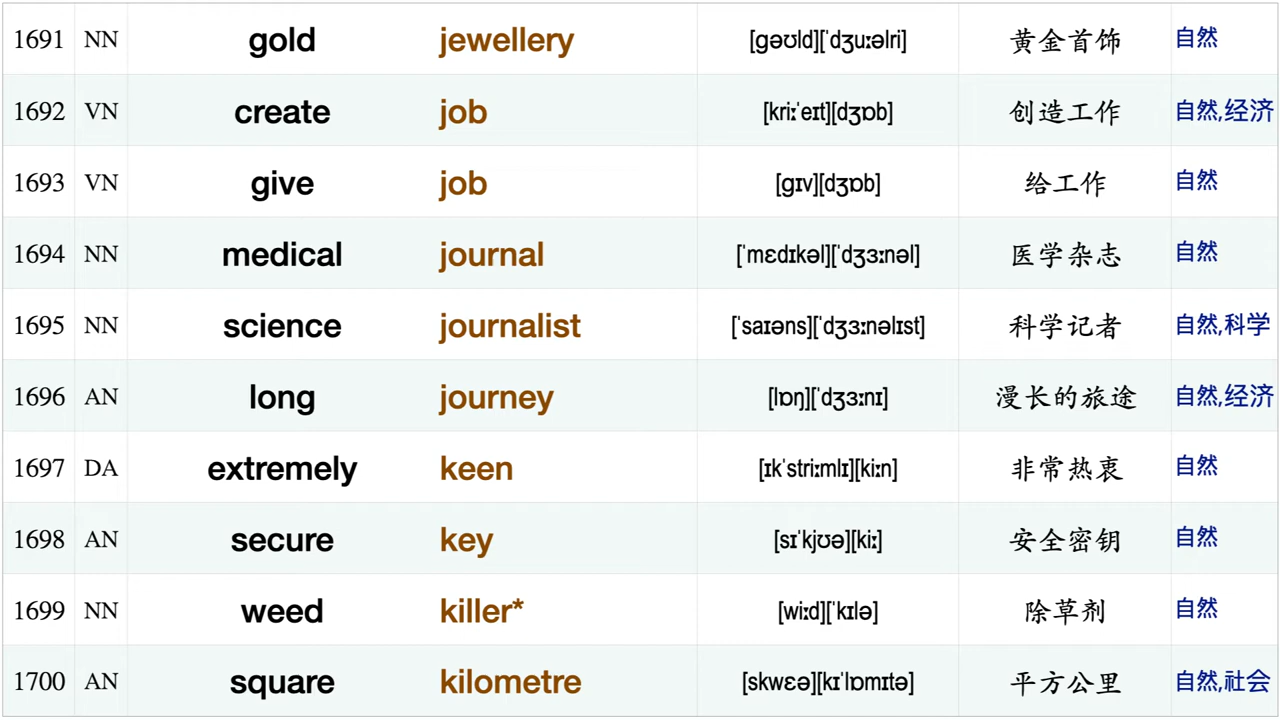 1691 NN gold jewellery [gəʊld][ˈdʒuːəlri] 黄金首饰 自然
1692 VN create job [kriːˈeɪt][dʒɒb] 创造工作 自然,经济
1693 VN give job [gɪv][dʒɒb] 给工作 自然
1694 NN medical journal [ˈmɛdɪkəl][ˈdʒɜːnəl] 医学杂志 自然
1695 NN science journalist [ˈsaɪəns][ˈdʒɜːnəlɪst] 科学记者 自然,科学
1696 AN long journey [lɒŋ][ˈdʒɜːnɪ] 漫长的旅途 自然,经济
1697 DA extremely keen [ɪkˈstriːmlɪ][kiːn] 非常热衷 自然
1698 AN secure key [sɪˈkjʊə][kiː] 安全密钥 自然
1699 NN weed killer* [wiːd][ˈkɪlə] 除草剂 自然
1700 AN square kilometre [skwɛə][kɪˈlɒmɪtə] 平方公里 自然,社会